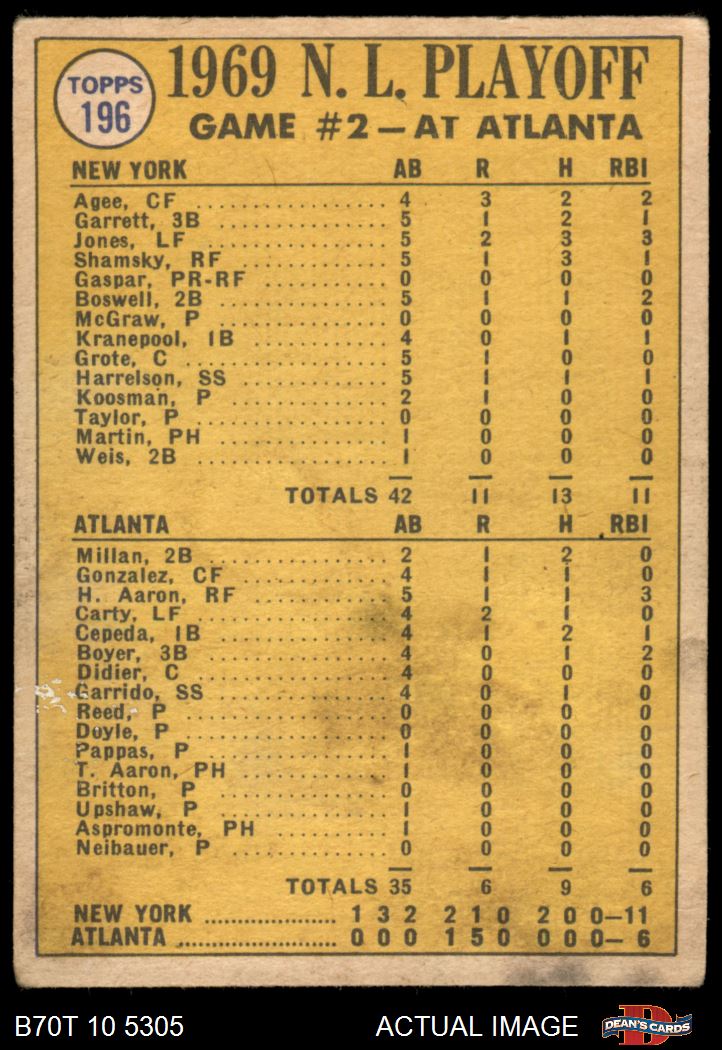 TOPPS
196
1969 N. L. PLAYOFF
GAME #2—AT ATLANTA
NEW YORK AB R H RBI
Agee, CF .................. 4 3 2 2
Garrett, 3B ............... 5 1 2 1
Jones, LF ................. 5 2 3 3
Shamsky, RF ............... 5 1 3 1
Gaspar, PR-RF ............. 0 0 0 0
Boswell, 2B ............... 5 1 1 2
McGraw, P ................. 0 0 0 0
Kranepool, 1B ............. 4 0 1 1
Grote, C .................. 5 1 0 0
Harrelson, SS ............. 5 1 1 1
Koosman, P ................ 2 1 0 0
Taylor, P ................. 0 0 0 0
Martin, PH ................ 1 0 0 0
Weis, 2B .................. 1 0 0 0
TOTALS 42 11 13 11
ATLANTA AB R H RBI
Millan, 2B ................ 2 1 2 0
Gonzalez, CF .............. 4 1 1 0
H. Aaron, RF .............. 5 1 1 3
Carty, LF ................. 4 2 1 0
Cepeda, 1B ................ 4 1 2 1
Boyer, 3B ................. 4 0 1 2
Didier, C ................. 4 0 0 0
Garrido, SS ............... 4 0 1 0
Reed, P ................... 0 0 0 0
Doyle, P .................. 0 0 0 0
Pappas, P ................. 1 0 0 0
T. Aaron, PH .............. 1 0 0 0
Britton, P ................ 0 0 0 0
Upshaw, P ................. 1 0 0 0
Aspromonte, PH ............ 1 0 0 0
Neibauer, P ............... 0 0 0 0
TOTALS 35 6 9 6
NEW YORK .................. 1 3 2 2 1 0 2 0 0—11
ATLANTA ................... 0 0 0 1 5 0 0 0 0— 6
B70T 10 5305 ACTUAL IMAGE
D
DEAN'S CARDS